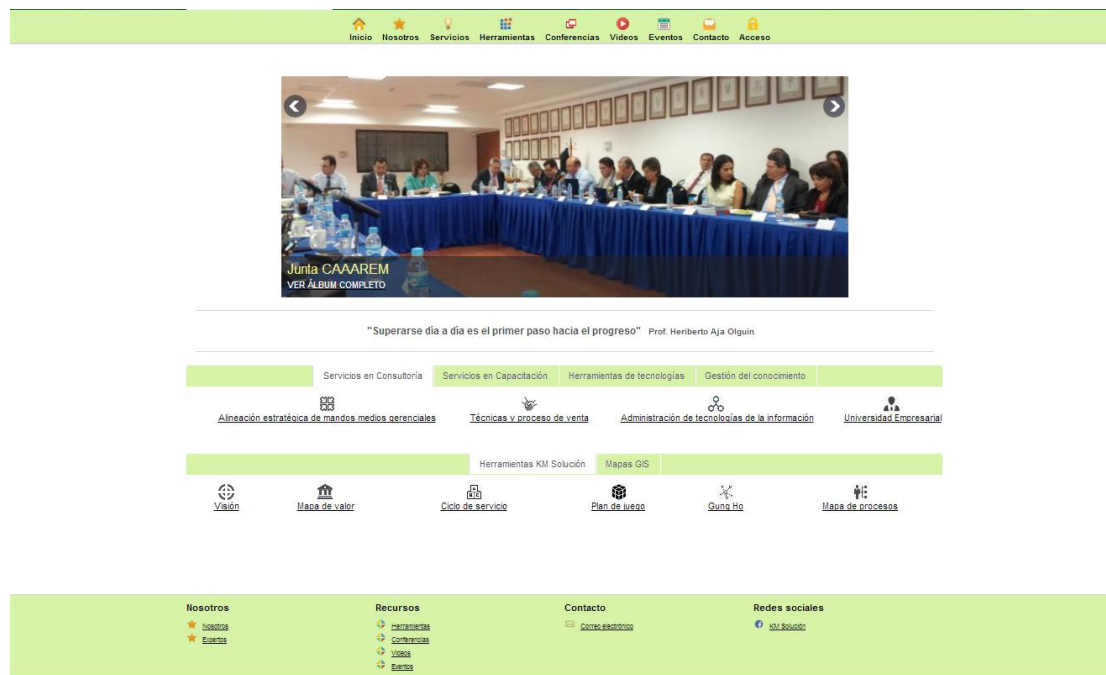 Inicio Nosotros Servicios Herramientas Conferencias Videos Eventos Contacto Acceso
Junta CAAAREM
VER ÁLBUM COMPLETO
"Superarse día a día es el primer paso hacia el progreso" Prof. Heriberto Aja Olguin
Servicios en Consultoría Servicios en Capacitación Herramientas de tecnologías Gestión del conocimiento
Alineación estratégica de mandos medios gerenciales Técnicas y proceso de venta Administración de tecnologías de la información Universidad Empresarial
Herramientas KM Solución Mapas GIS
Visión Mapa de valor Ciclo de servicio Plan de juego Gung Ho Mapa de procesos
Nosotros Recursos Contacto Redes sociales
Nosotros Herramientas Correo electrónico KM Solución
Expertos Conferencias
Videos
Eventos